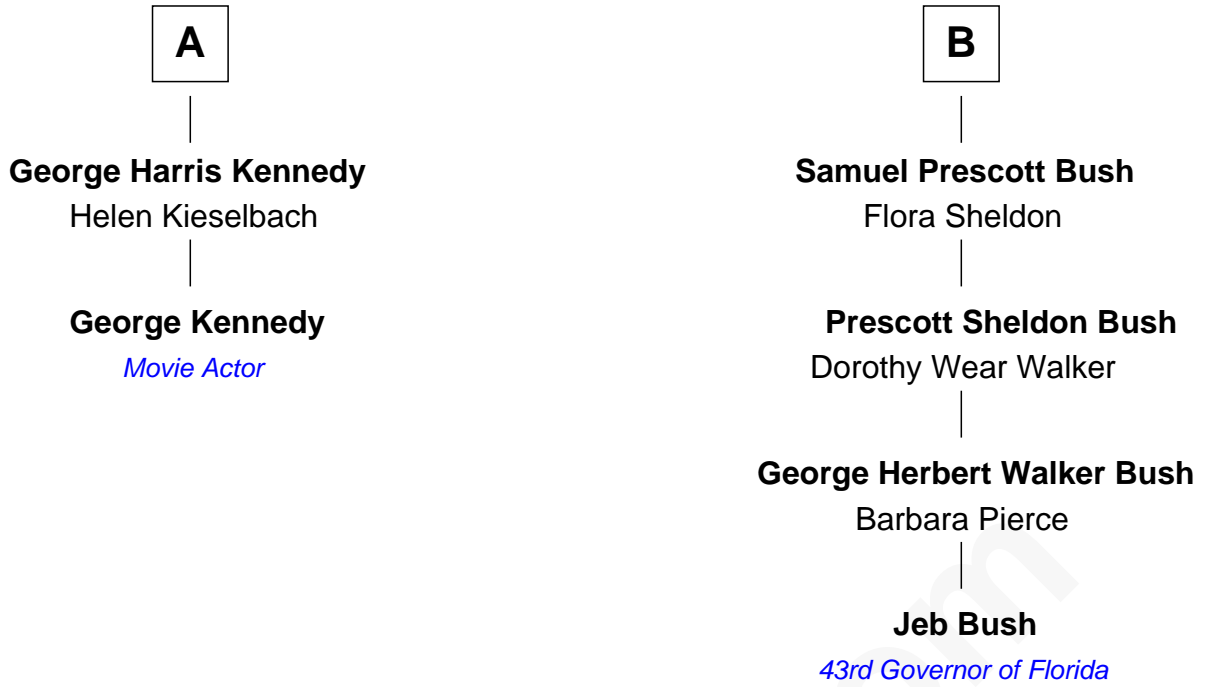 A
George Harris Kennedy
Helen Kieselbach
George Kennedy
Movie Actor
B
Samuel Prescott Bush
Flora Sheldon
Prescott Sheldon Bush
Dorothy Wear Walker
George Herbert Walker Bush
Barbara Pierce
Jeb Bush
43rd Governor of Florida